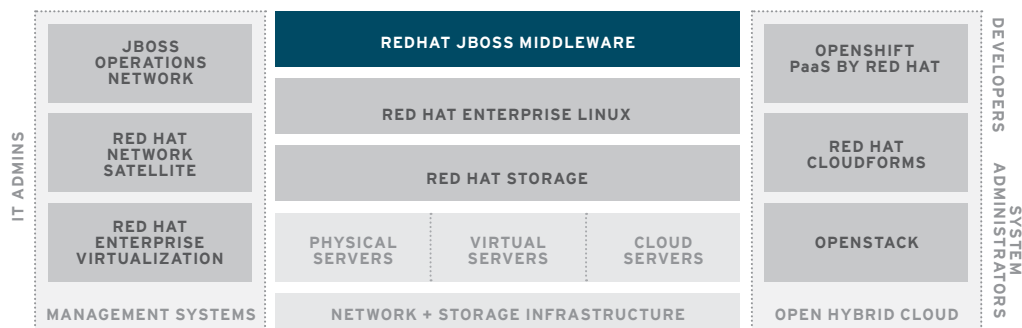 IT ADMINS
JBOSS
OPERATIONS
NETWORK
RED HAT
NETWORK
SATELLITE
RED HAT
ENTERPRISE
VIRTUALIZATION
MANAGEMENT SYSTEMS
REDHAT JBOSS MIDDLEWARE
RED HAT ENTERPRISE LINUX
RED HAT STORAGE
PHYSICAL
SERVERS
VIRTUAL
SERVERS
CLOUD
SERVERS
NETWORK + STORAGE INFRASTRUCTURE
OPENSHIFT
PaaS BY RED HAT
RED HAT
CLOUDFORMS
OPENSTACK
OPEN HYBRID CLOUD
DEVELOPERS
SYSTEM
ADMINISTRATORS